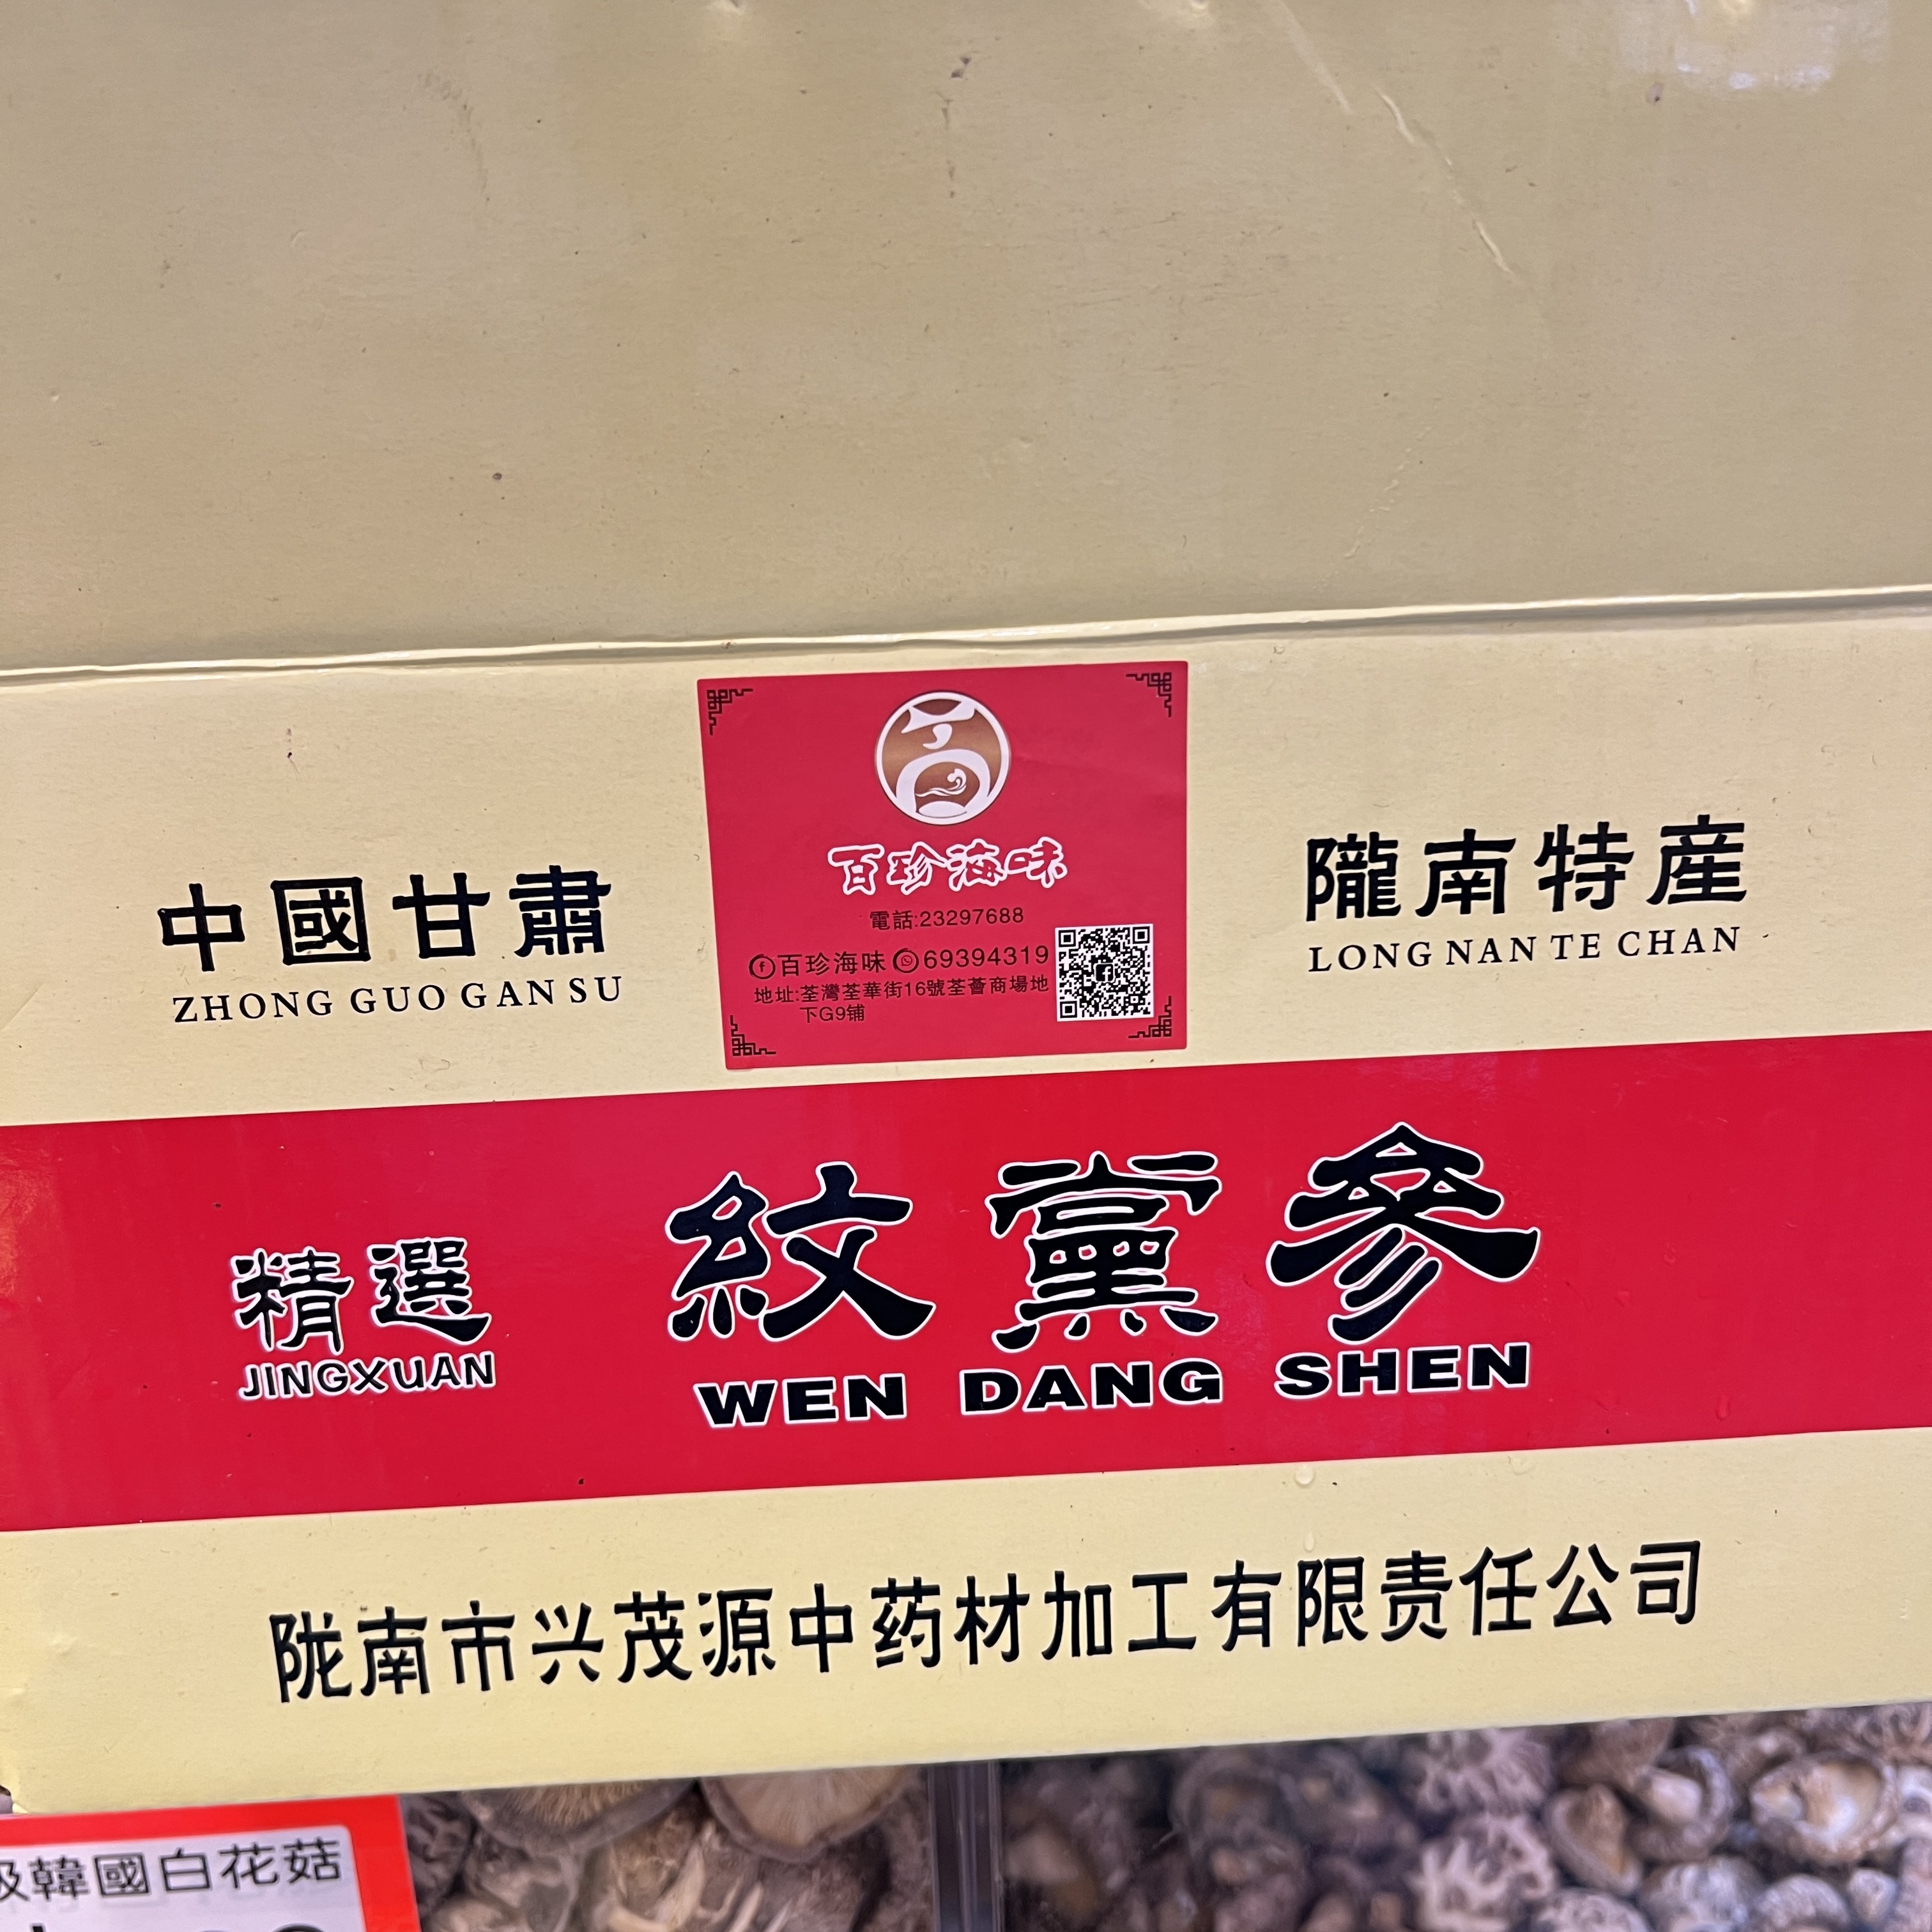 百珍海味
電話:23297688
百珍海味 69394319
地址:荃灣荃華街16號荃薈商場地
下G9铺
中國甘肅
ZHONG GUO GAN SU
隴南特産
LONG NAN TE CHAN
精選
JINGXUAN
紋黨參
WEN DANG SHEN
陇南市兴茂源中药材加工有限责任公司
級韓國白花菇